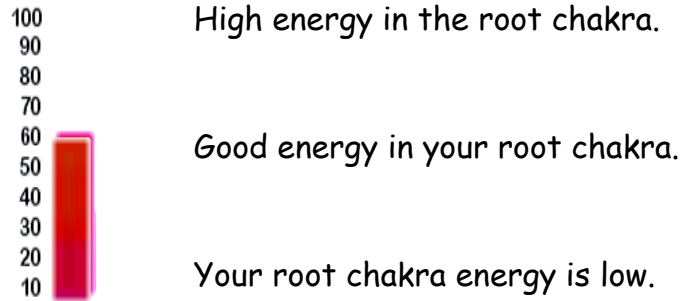 100 High energy in the root chakra.
90
80
70
60 Good energy in your root chakra.
50
40
30
20
10 Your root chakra energy is low.